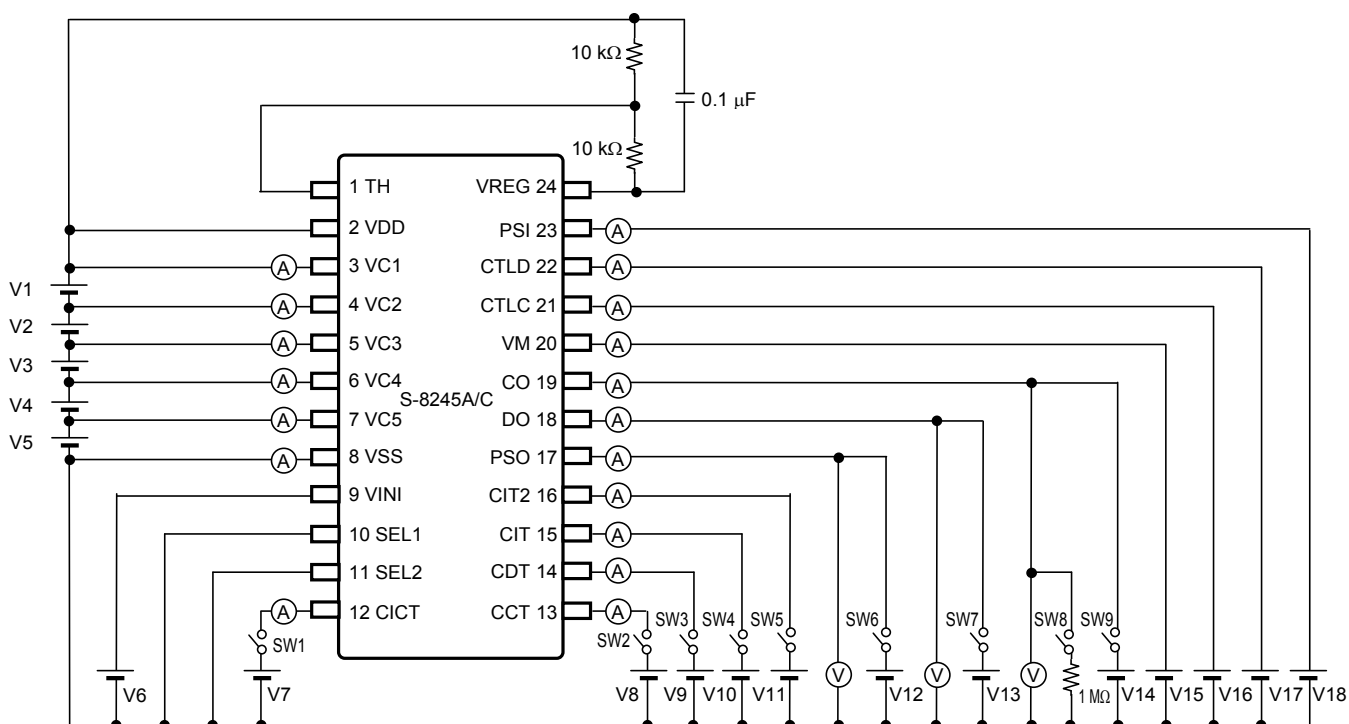 10 kΩ
0.1 μF
10 kΩ
1 TH VREG 24
2 VDD PSI 23
A
3 VC1 CTLD 22
A A
V1
4 VC2 CTLC 21
A A
V2
5 VC3 VM 20
A A
V3
6 VC4 CO 19
A A
S-8245A/C
V4
7 VC5 DO 18
A A
V5
8 VSS PSO 17
A A
9 VINI CIT2 16
A
10 SEL1 CIT 15
A
11 SEL2 CDT 14
A
12 CICT CCT 13
A A
SW1 SW2 SW3 SW4 SW5 SW6 SW7 SW8 SW9
V V V
V6 V7 V8 V9 V10 V11 V12 V13 1 MΩ V14 V15 V16 V17 V18